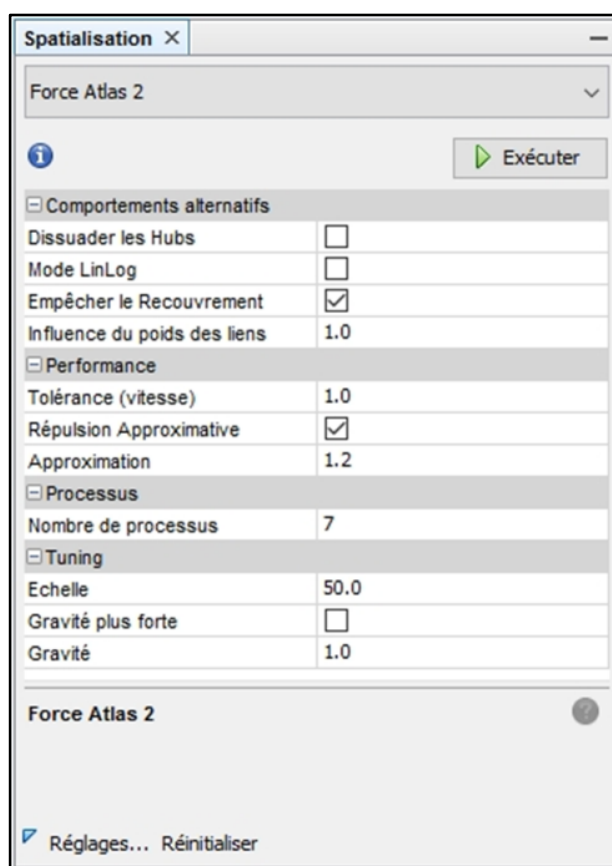 Spatialisation
Force Atlas 2
Exécuter
Comportements alternatifs
Dissuader les Hubs
Mode LinLog
Empêcher le Recouvrement
Influence du poids des liens 1.0
Performance
Tolérance (vitesse) 1.0
Répulsion Approximative
Approximation 1.2
Processus
Nombre de processus 7
Tuning
Echelle 50.0
Gravité plus forte
Gravité 1.0
Force Atlas 2
Réglages... Réinitialiser